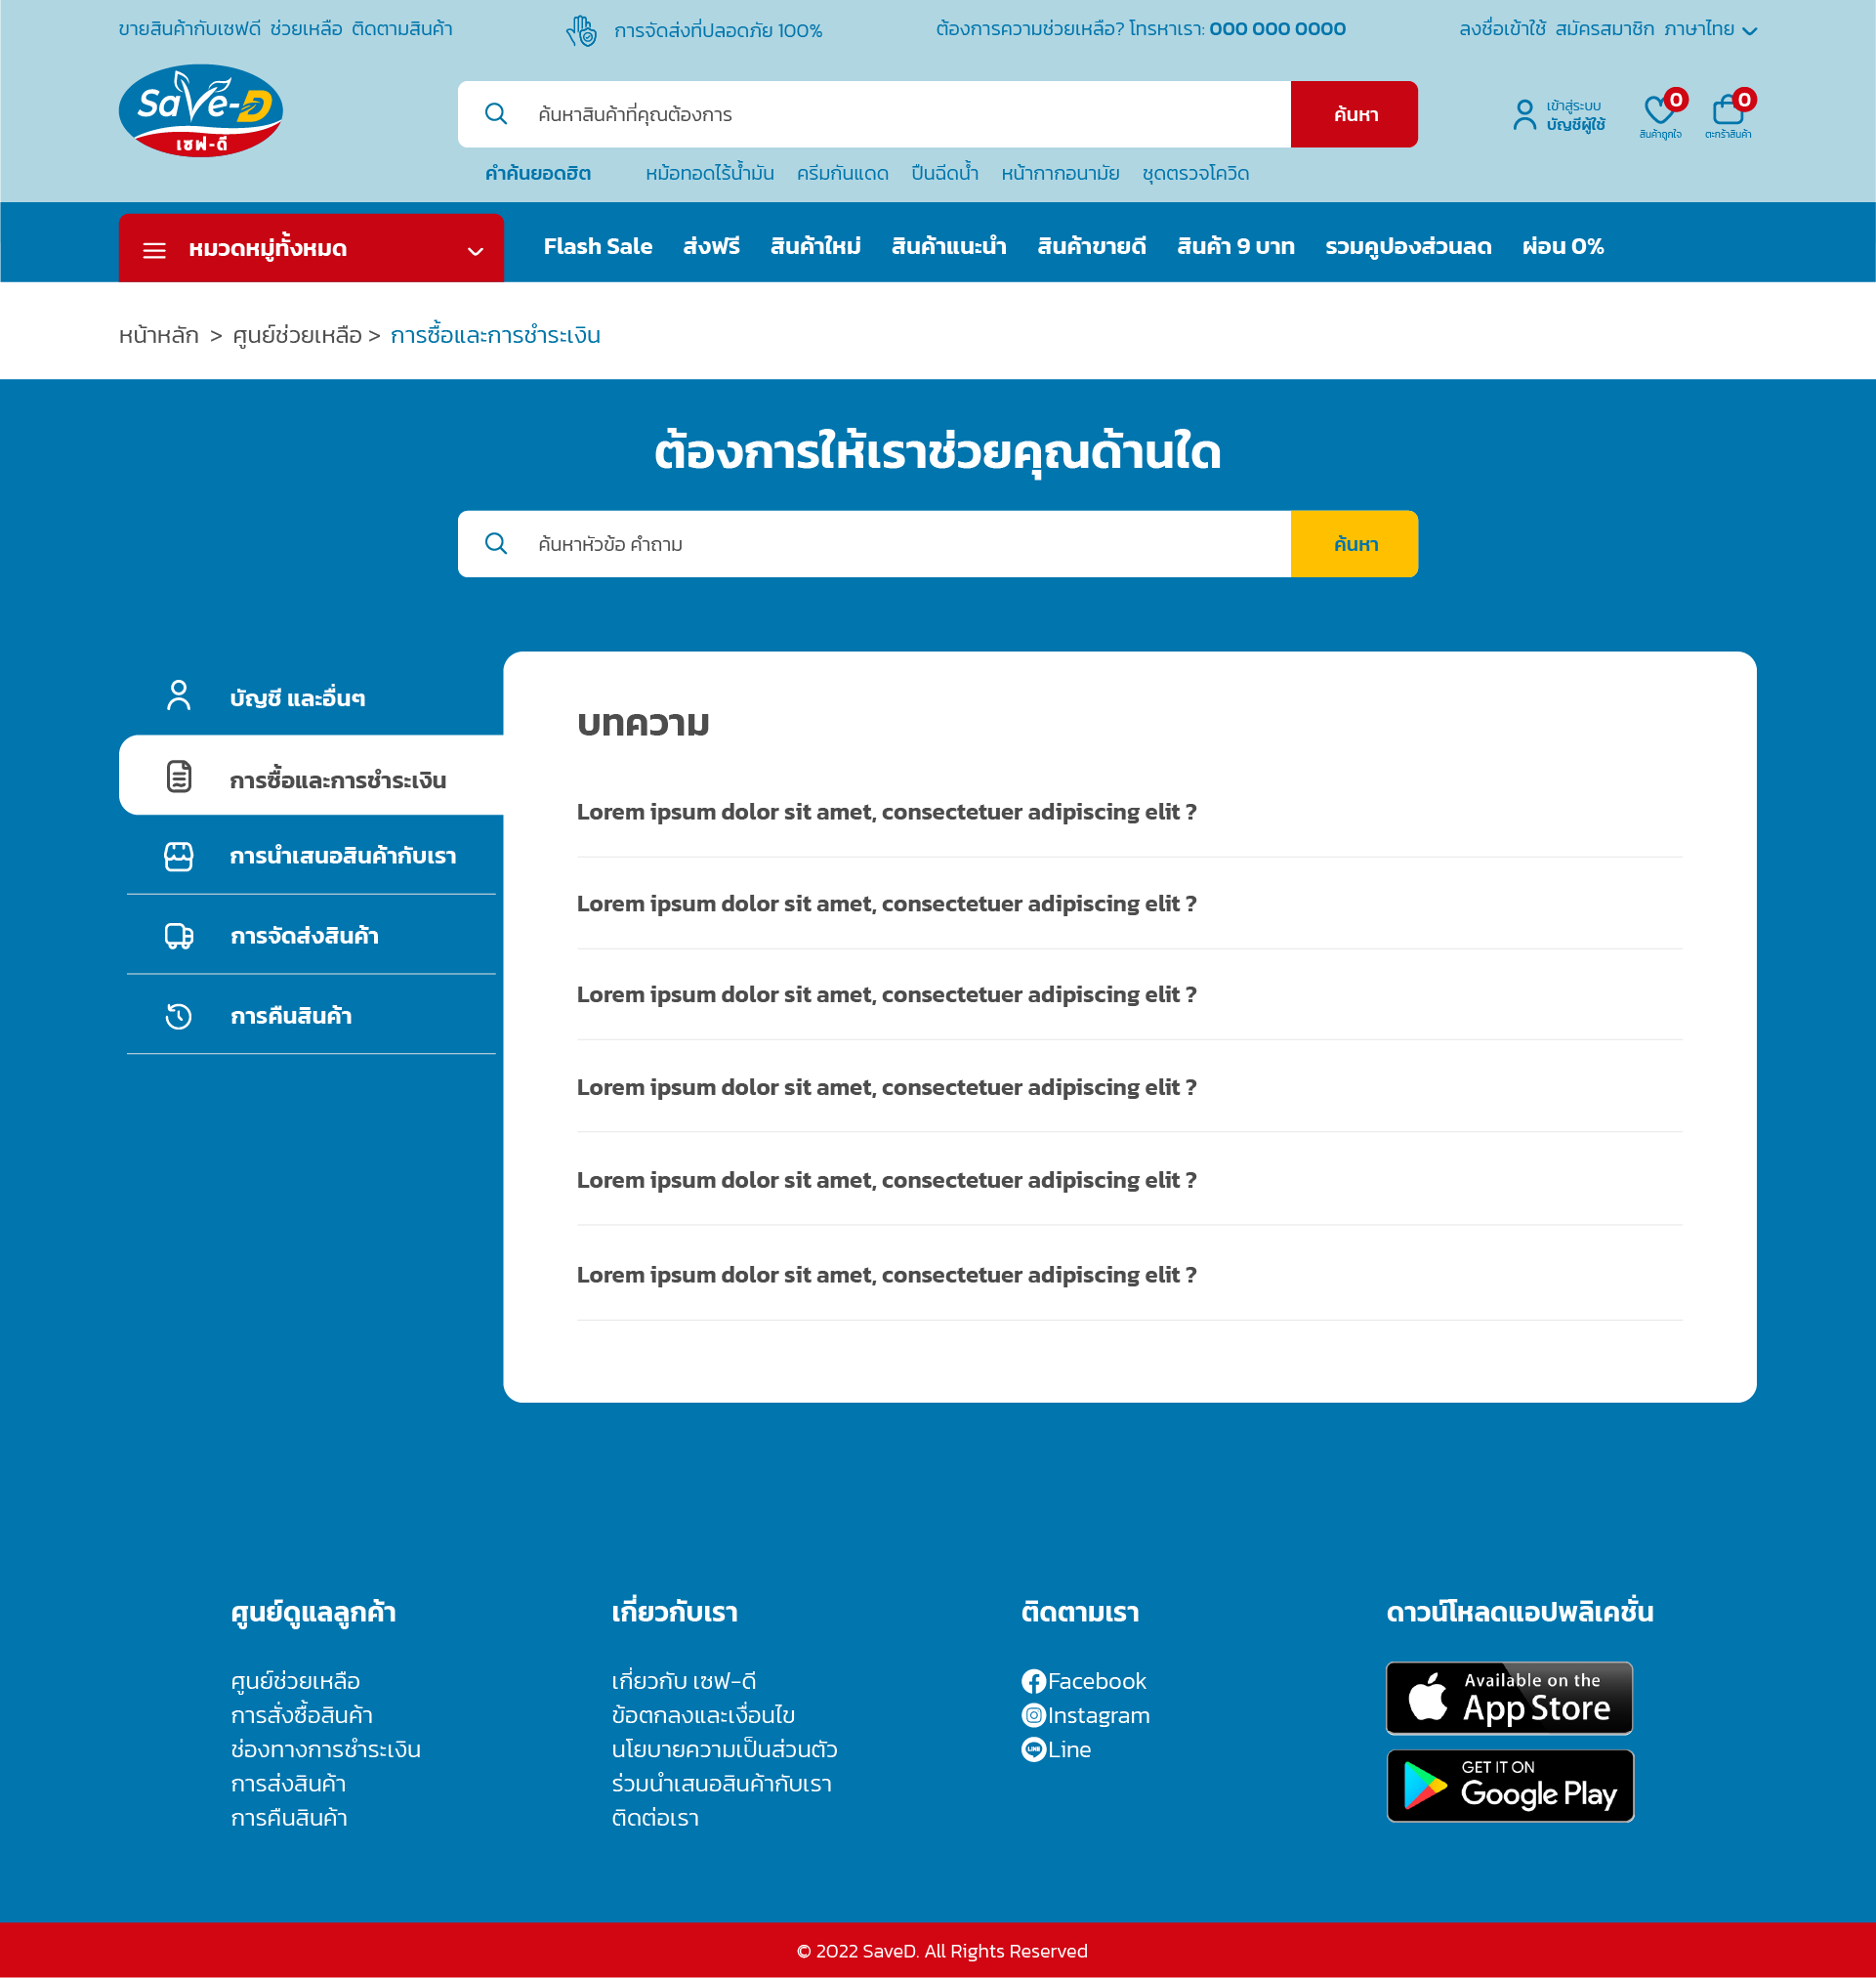 ขายสินค้ากับเซฟดี ช่วยเหลือ ติดตามสินค้า
การจัดส่งที่ปลอดภัย 100%
ต้องการความช่วยเหลือ? โทรหาเรา: 000 000 0000
ลงชื่อเข้าใช้ สมัครสมาชิก ภาษาไทย
Save-D
เซฟ-ดี
ค้นหาสินค้าที่คุณต้องการ
ค้นหา
เข้าสู่ระบบ
บัญชีผู้ใช้
0
สินค้าถูกใจ
0
ตะกร้าสินค้า
คำค้นยอดฮิต หม้อทอดไร้น้ำมัน ครีมกันแดด ปืนฉีดน้ำ หน้ากากอนามัย ชุดตรวจโควิด
หมวดหมู่ทั้งหมด
Flash Sale ส่งฟรี สินค้าใหม่ สินค้าแนะนำ สินค้าขายดี สินค้า 9 บาท รวมคูปองส่วนลด ผ่อน 0%
หน้าหลัก > ศูนย์ช่วยเหลือ > การซื้อและการชำระเงิน
ต้องการให้เราช่วยคุณด้านใด
ค้นหาหัวข้อ คำถาม
ค้นหา
บัญชี และอื่นๆ
การซื้อและการชำระเงิน
การนำเสนอสินค้ากับเรา
การจัดส่งสินค้า
การคืนสินค้า
บทความ
Lorem ipsum dolor sit amet, consectetuer adipiscing elit ?
Lorem ipsum dolor sit amet, consectetuer adipiscing elit ?
Lorem ipsum dolor sit amet, consectetuer adipiscing elit ?
Lorem ipsum dolor sit amet, consectetuer adipiscing elit ?
Lorem ipsum dolor sit amet, consectetuer adipiscing elit ?
Lorem ipsum dolor sit amet, consectetuer adipiscing elit ?
ศูนย์ดูแลลูกค้า
ศูนย์ช่วยเหลือ
การสั่งซื้อสินค้า
ช่องทางการชำระเงิน
การส่งสินค้า
การคืนสินค้า
เกี่ยวกับเรา
เกี่ยวกับ เซฟ-ดี
ข้อตกลงและเงื่อนไข
นโยบายความเป็นส่วนตัว
ร่วมนำเสนอสินค้ากับเรา
ติดต่อเรา
ติดตามเรา
Facebook
Instagram
LINE Line
ดาวน์โหลดแอปพลิเคชั่น
Available on the
App Store
GET IT ON
Google Play
© 2022 SaveD. All Rights Reserved